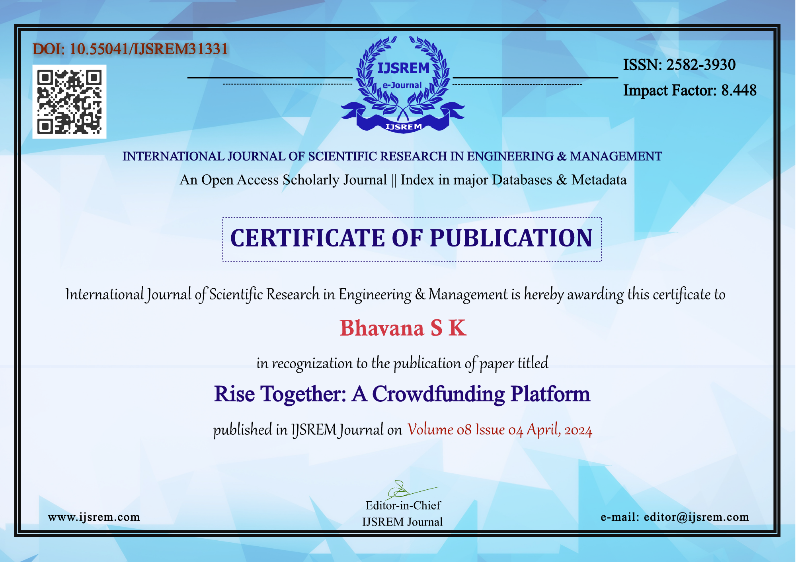 DOI: 10.55041/IJSREM31331
ISSN: 2582-3930
Impact Factor: 8.448
IJSREM
e-Journal
IJSREM
INTERNATIONAL JOURNAL OF SCIENTIFIC RESEARCH IN ENGINEERING & MANAGEMENT
An Open Access Scholarly Journal || Index in major Databases & Metadata
CERTIFICATE OF PUBLICATION
International Journal of Scientific Research in Engineering & Management is hereby awarding this certificate to
Bhavana S K
in recognization to the publication of paper titled
Rise Together: A Crowdfunding Platform
published in IJSREM Journal on Volume 08 Issue 04 April, 2024
Editor-in-Chief
IJSREM Journal
www.ijsrem.com
e-mail: editor@ijsrem.com